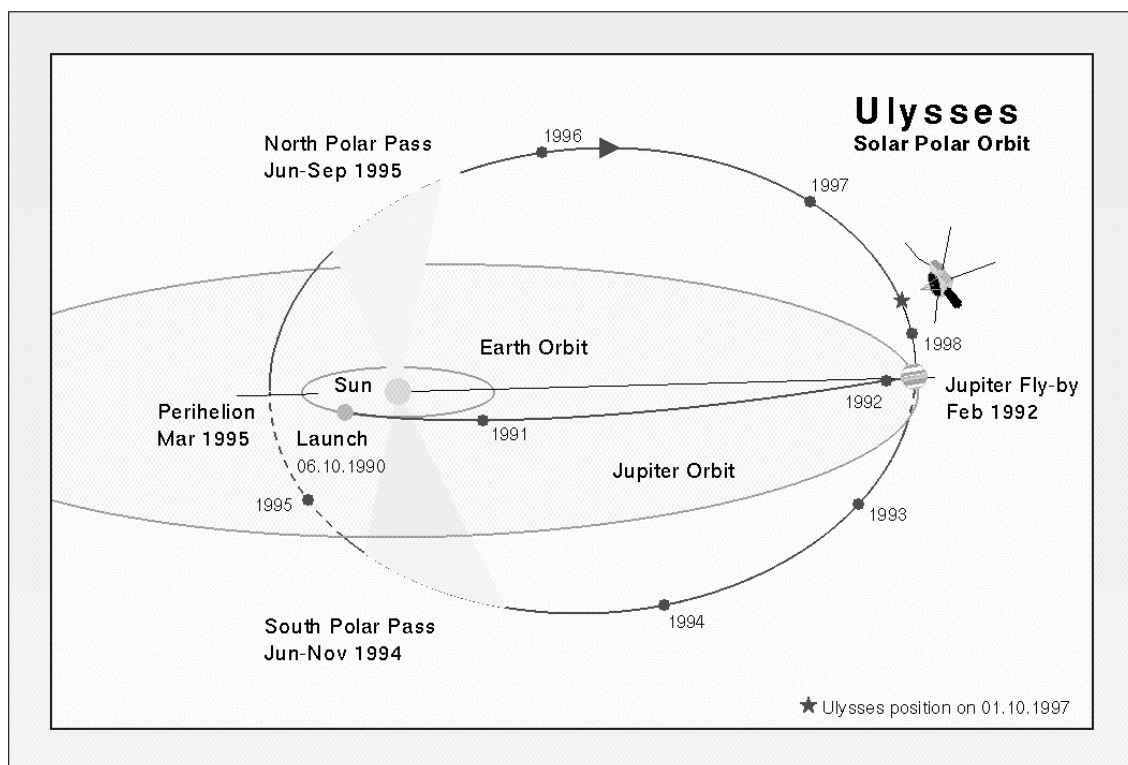 Ulysses
Solar Polar Orbit
North Polar Pass
Jun-Sep 1995
1996
1997
1998
Earth Orbit
Sun
Jupiter Fly-by
Feb 1992
1992
Perihelion
Mar 1995
Launch
06.10.1990
1991
Jupiter Orbit
1995
1993
1994
South Polar Pass
Jun-Nov 1994
Ulysses position on 01.10.1997